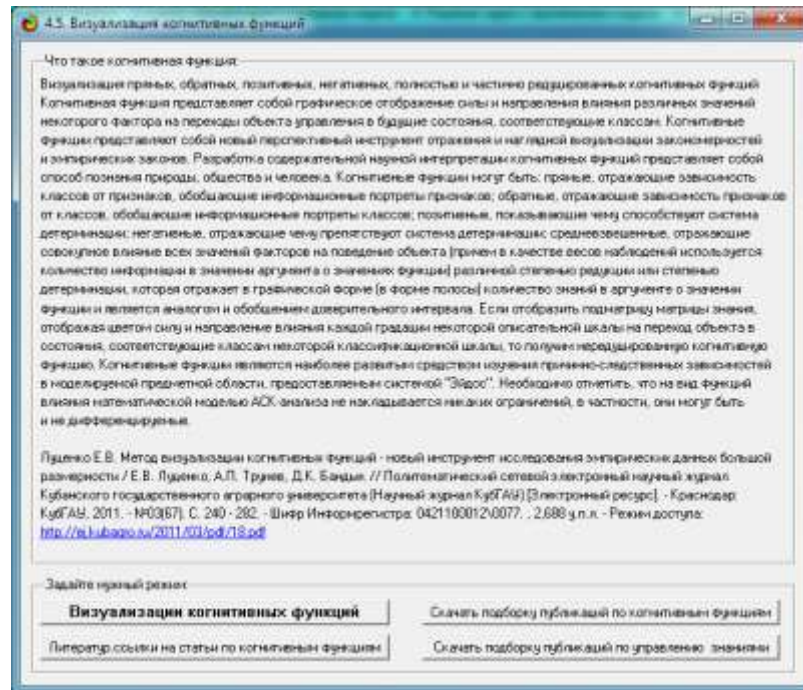 4.5. Визуализация когнитивных функций
Что такое когнитивная функция:
Визуализация прямых, обратных, позитивных, негативных, полностью и частично редуцированных когнитивных функций
Когнитивная функция представляет собой графическое отображение силы и направления влияния различных значений
некоторого фактора на переходы объекта управления в будущие состояния, соответствующие классам. Когнитивные
функции представляют собой новый перспективный инструмент отражения и наглядной визуализации закономерностей
и эмпирических законов. Разработка содержательной научной интерпретации когнитивных функций представляет собой
способ познания природы, общества и человека. Когнитивные функции могут быть: прямые, отражающие зависимость
классов от признаков, обобщающие информационные портреты признаков; обратные, отражающие зависимость признаков
от классов, обобщающие информационные портреты классов; позитивные, показывающие чему способствуют система
детерминации; негативные, отражающие чему препятствуют система детерминации; средневзвешенные, отражающие
совокупное влияние всех значений факторов на поведение объекта (причем в качестве весов наблюдений используется
количество информации в значении аргумента о значениях функции) различной степенью редукции или степенью
детерминации, которая отражает в графической форме (в форме полосы) количество знаний в аргументе о значении
функции и является аналогом и обобщением доверительного интервала. Если отобразить подматрицу матрицы знаний,
отображая цветом силу и направление влияния каждой градации некоторой описательной шкалы на переход объекта в
состояния, соответствующие классам некоторой классификационной шкалы, то получим нередуцированную когнитивную
функцию. Когнитивные функции являются наиболее развитым средством изучения причинно-следственных зависимостей
в моделируемой предметной области, предоставляемым системой "Эйдос". Необходимо отметить, что на вид функций
влияния математической моделью АСК-анализа не накладывается никаких ограничений, в частности, они могут быть
и не дифференцируемые.
Луценко Е.В. Метод визуализации когнитивных функций - новый инструмент исследования эмпирических данных большой
размерности / Е.В. Луценко, А.П. Трунев, Д.К. Бандык // Политематический сетевой электронный научный журнал
Кубанского государственного аграрного университета (Научный журнал КубГАУ) [Электронный ресурс]. - Краснодар:
КубГАУ, 2011. - №03(67). С. 240 - 282. - Шифр Информрегистра: 0421100012\0077. , 2,688 у.п.л. - Режим доступа:
http://ej.kubagro.ru/2011/03/pdf/18.pdf
Задайте нужный режим:
Визуализации когнитивных функций
Скачать подборку публикаций по когнитивным функциям
Литератур.ссылки на статьи по когнитивным функциям
Скачать подборку публикаций по управлению знаниями